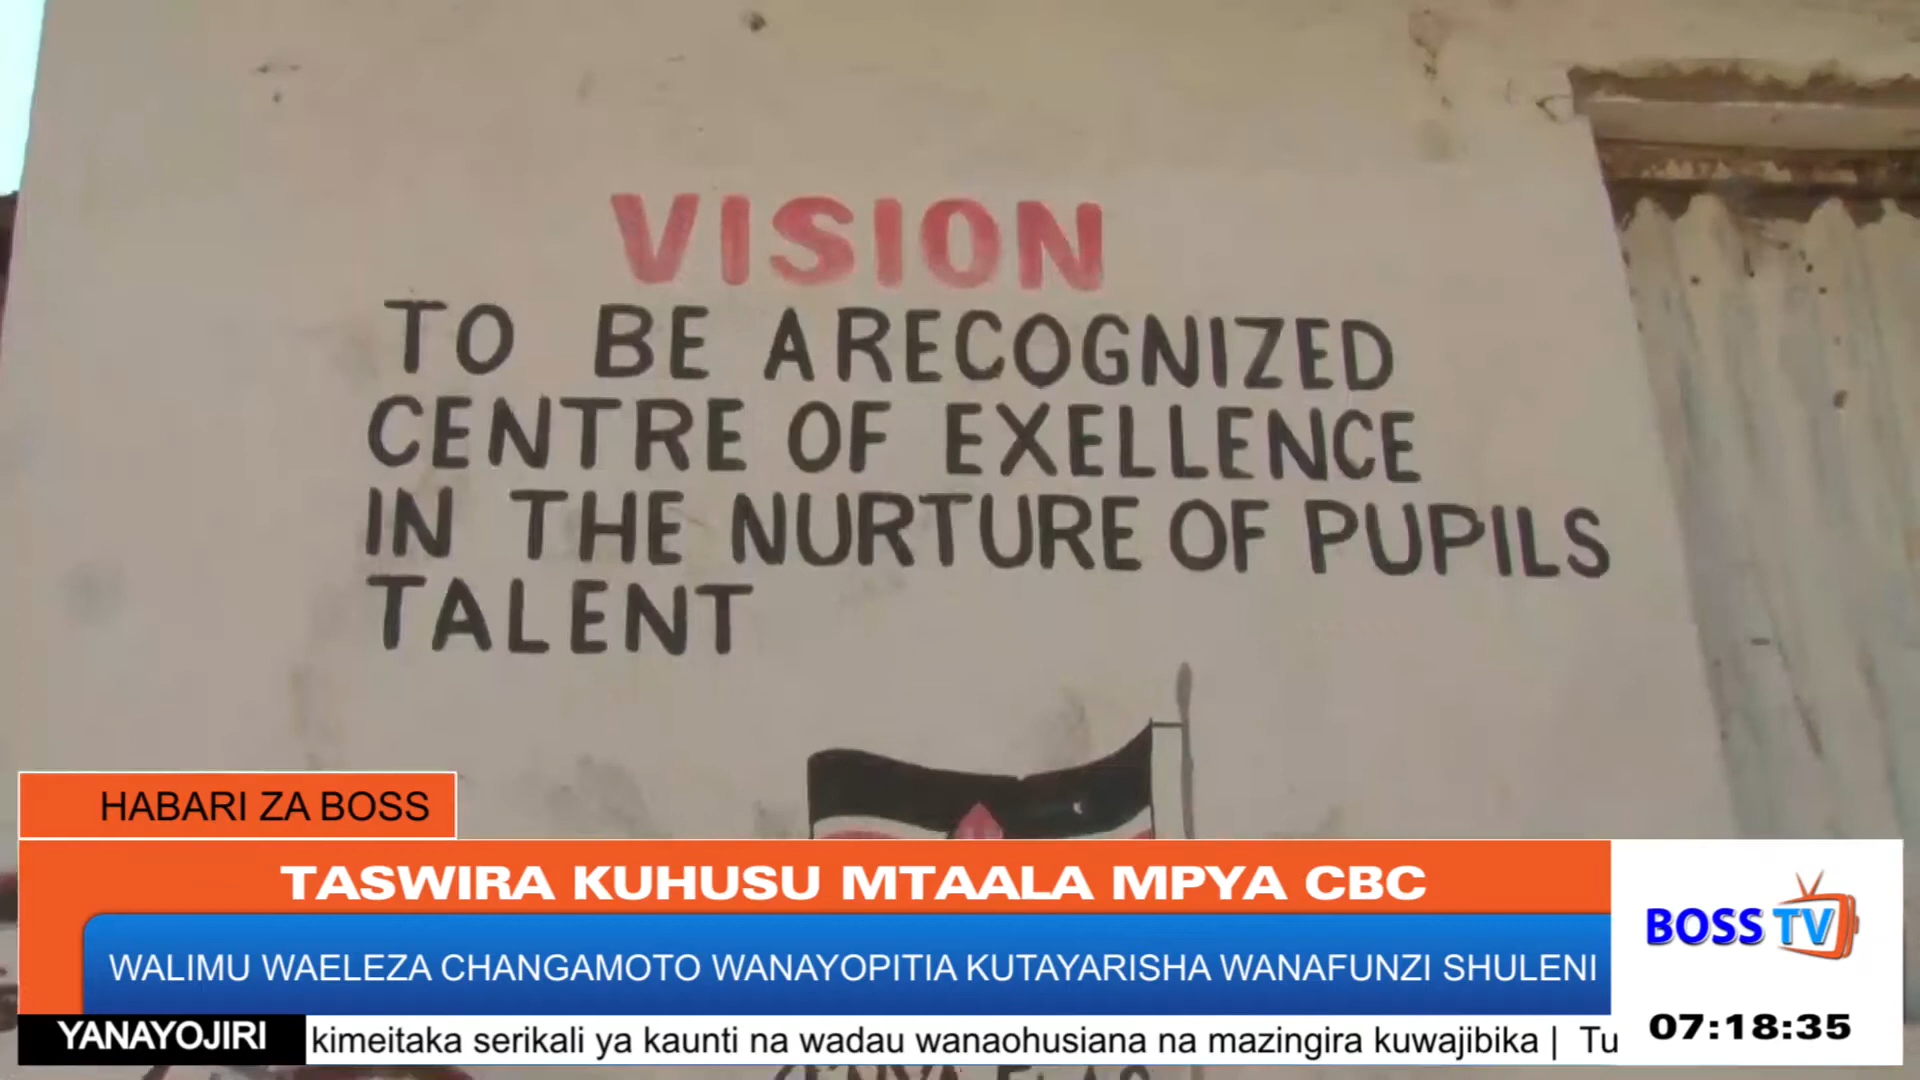 VISION
TO BE A RECOGNIZED
CENTRE OF EXELLENCE
IN THE NURTURE OF PUPILS
TALENT
HABARI ZA BOSS
TASWIRA KUHUSU MTAALA MPYA CBC
WALIMU WAELEZA CHANGAMOTO WANAYOPITIA KUTAYARISHA WANAFUNZI SHULENI
BOSS TV
YANAYOJIRI
kimeitaka serikali ya kaunti na wadau wanaohusiana na mazingira kuwajibika | Tu
07:18:35